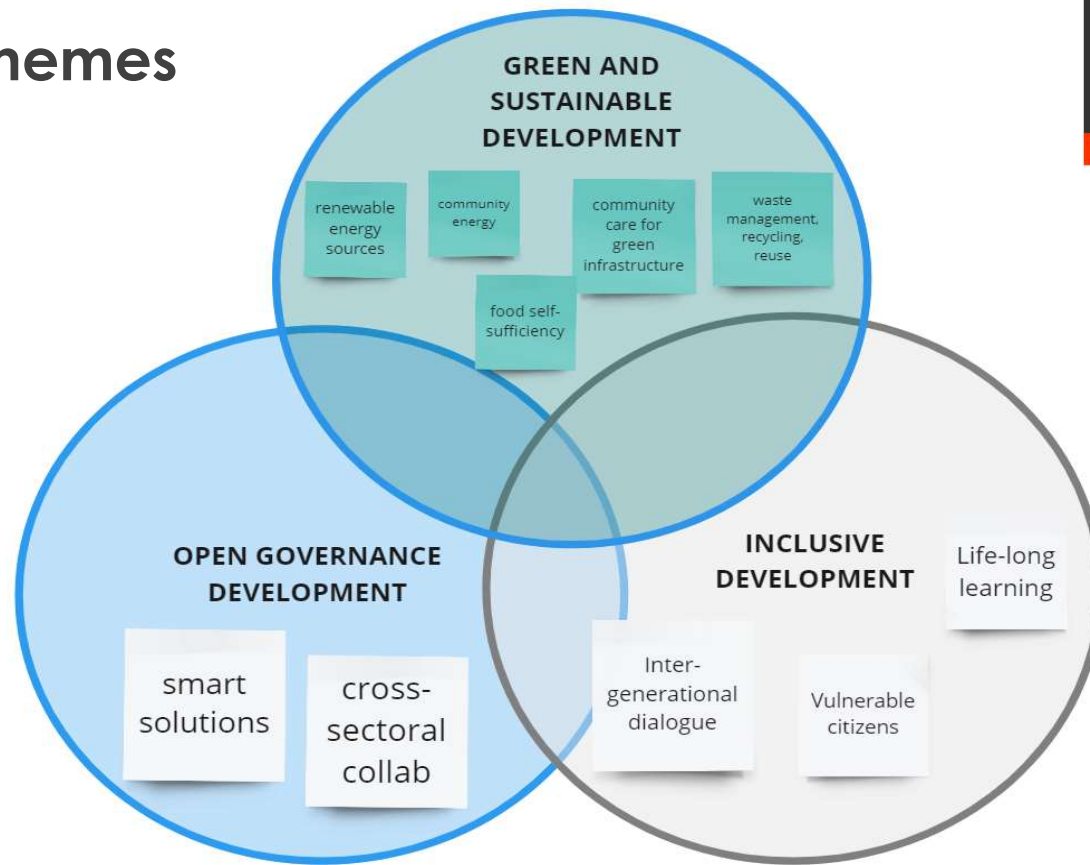 hemes
GREEN AND
SUSTAINABLE
DEVELOPMENT
renewable
energy
sources
community
energy
community
care for
green
infrastructure
waste
management,
recycling,
reuse
food self-
sufficiency
OPEN GOVERNANCE
DEVELOPMENT
smart
solutions
cross-
sectoral
collab
INCLUSIVE
DEVELOPMENT
Life-long
learning
Inter-
generational
dialogue
Vulnerable
citizens